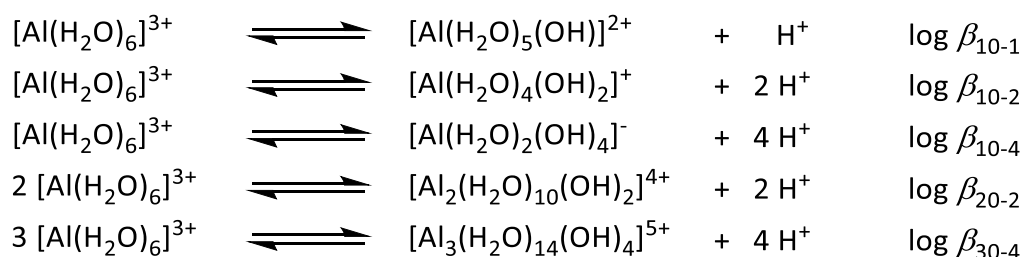 [Al(H₂O)₆]³⁺ ⇌ [Al(H₂O)₅(OH)]²⁺ + H⁺ log β₁₀₋₁
[Al(H₂O)₆]³⁺ ⇌ [Al(H₂O)₄(OH)₂]⁺ + 2 H⁺ log β₁₀₋₂
[Al(H₂O)₆]³⁺ ⇌ [Al(H₂O)₂(OH)₄]⁻ + 4 H⁺ log β₁₀₋₄
2 [Al(H₂O)₆]³⁺ ⇌ [Al₂(H₂O)₁₀(OH)₂]⁴⁺ + 2 H⁺ log β₂₀₋₂
3 [Al(H₂O)₆]³⁺ ⇌ [Al₃(H₂O)₁₄(OH)₄]⁵⁺ + 4 H⁺ log β₃₀₋₄